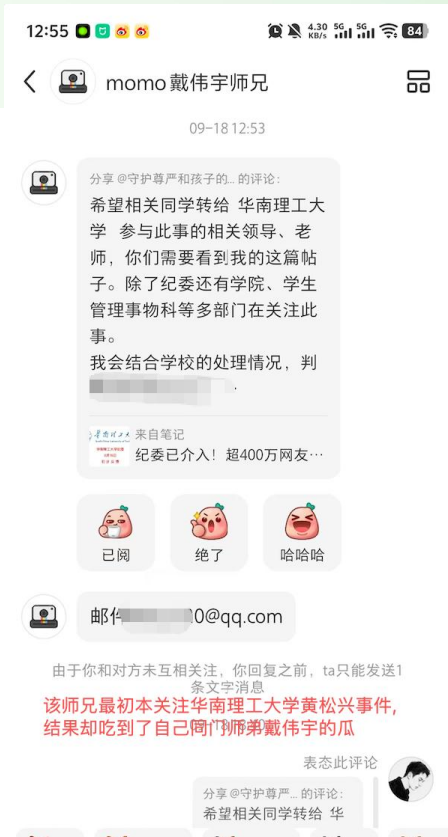 12:55
4.30
KB/s
5G
5G
84
momo戴伟宇师兄
09-18 12:53
分享 @守护尊严和孩子的... 的评论:
希望相关同学转给 华南理工大
学 参与此事的相关领导、老
师，你们需要看到我的这篇帖
子。除了纪委还有学院、学生
管理事物科等多部门在关注此
事。
我会结合学校的处理情况，判
来自笔记
纪委已介入！超400万网友…
已阅
绝了
哈哈哈
邮件 0@qq.com
由于你和对方未互相关注，你回复之前，ta只能发送1
条文字消息
该师兄最初本关注华南理工大学黄松兴事件,
结果却吃到了自己同门师弟戴伟宇的瓜
表态此评论
分享 @守护尊严... 的评论:
希望相关同学转给 华